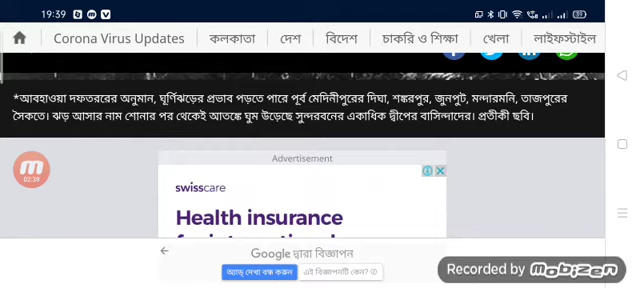 19:39
89
Corona Virus Updates কলকাতা দেশ বিদেশ চাকরি ও শিক্ষা খেলা লাইফস্টাইল
*আবহাওয়া দফতরের অনুমান, ঘূর্ণিঝড়ের প্রভাব পড়তে পারে পূর্ব মেদিনীপুরের দিঘা, শঙ্করপুর, জুনপুট, মন্দারমনি, তাজপুরের
সৈকতে। ঝড় আসার নাম শোনার পর থেকেই আতঙ্কে ঘুম উড়েছে সুন্দরবনের একাধিক দ্বীপের বাসিন্দাদের। প্রতীকী ছবি।
02:39
Advertisement
swisscare
Health insurance
Google দ্বারা বিজ্ঞাপন
অ্যাড দেখা বন্ধ করুন এই বিজ্ঞাপনটি কেন?
Recorded by mobizen